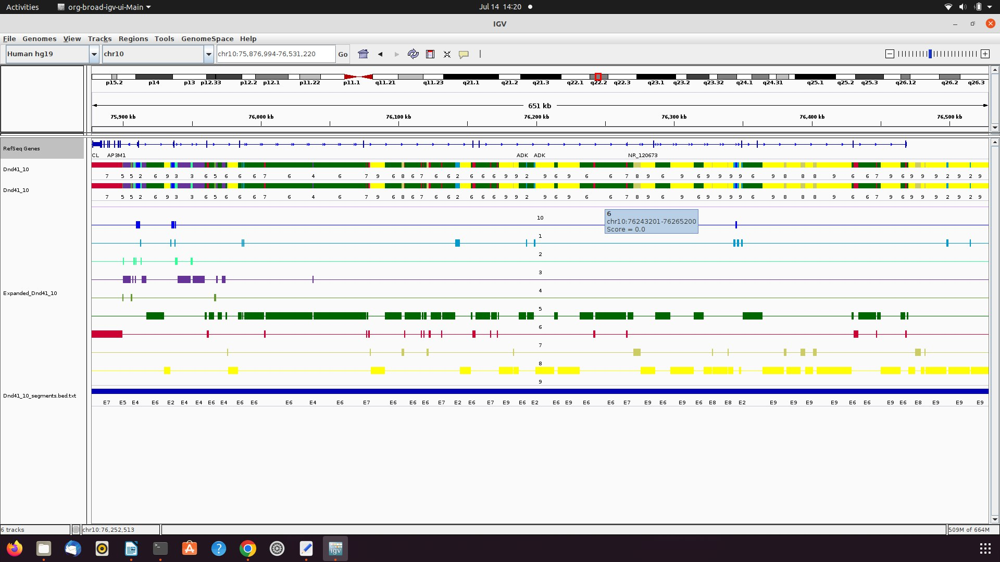 Activities org-broad-igv-ui-Main Jul 14 14:20
IGV
File Genomes View Tracks Regions Tools GenomeSpace Help
Human hg19 chr10 chr10:75,876,994-76,531,220 Go
p15.2 p14 p13 p12.33 p12.2 p12.1 p11.22 p11.1 q11.21 q11.23 q21.1 q21.2 q21.3 q22.1 q22.2 q22.3 q23.1 q23.2 q23.32 q24.1 q24.31 q25.1 q25.2 q25.3 q26.12 q26.2 q26.3
651 kb
75,900 kb 76,000 kb 76,100 kb 76,200 kb 76,300 kb 76,400 kb 76,500 kb
RefSeq Genes
CL AP3M1 ADK ADK NR_120673
Dnd41_10
7 5 5 2 6 9 3 3 6 5 6 6 6 7 6 4 6 7 9 6 8 6 7 6 6 2 6 6 6 9 9 2 9 6 9 6 6 7 8 9 6 9 6 9 9 9 9 6 9 8 8 9 6 6 7 9 6 9 9 9 2 9 2 9
Dnd41_10
7 5 5 2 6 9 3 3 6 5 6 6 6 7 6 4 6 7 9 6 8 6 7 6 6 2 6 6 6 9 9 2 9 6 9 6 6 7 8 9 6 9 6 9 9 9 9 6 9 8 8 9 6 6 7 9 6 9 9 9 2 9 2 9
10
6
chr10:76243201-76265200
Score = 0.0
1
2
3
4
Expanded_Dnd41_10
5
6
7
8
9
Dnd41_10_segments.bed.txt
E7 E5 E4 E6 E2 E4 E4 E6 E4 E6 E6 E6 E4 E6 E7 E6 E6 E6 E7 E2 E6 E7 E9 E6 E2 E6 E9 E6 E6 E7 E9 E6 E9 E6 E8 E8 E2 E9 E9 E9 E9 E6 E6 E9 E6 E8 E9 E9 E9
6 tracks chr10:76,252,513 509M of 664M
igv